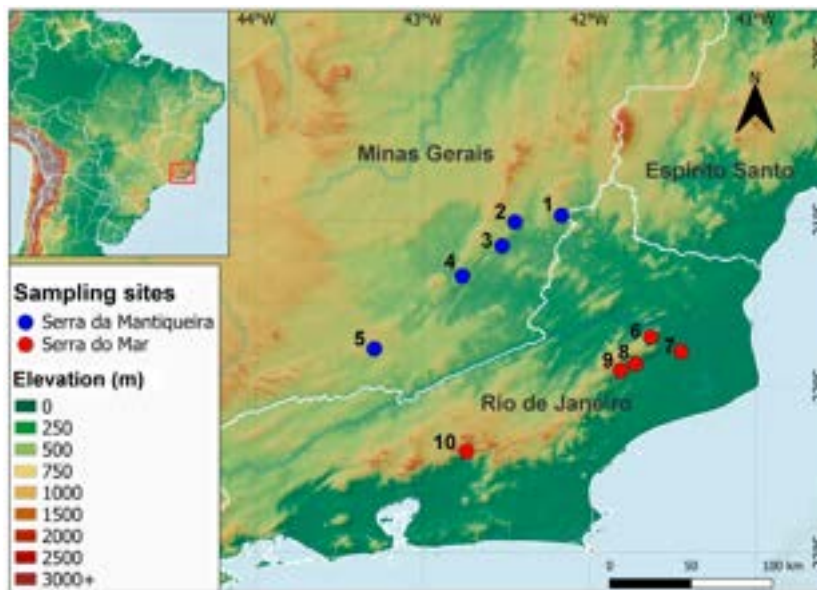 44°W 43°W 42°W 41°W
N
Minas Gerais
Espírito Santo
1
2
3
4
5
6
7
8
9
10
Rio de Janeiro
Sampling sites
Serra da Mantiqueira
Serra do Mar
Elevation (m)
0
250
500
750
1000
1500
2000
2500
3000+
0 50 100 km